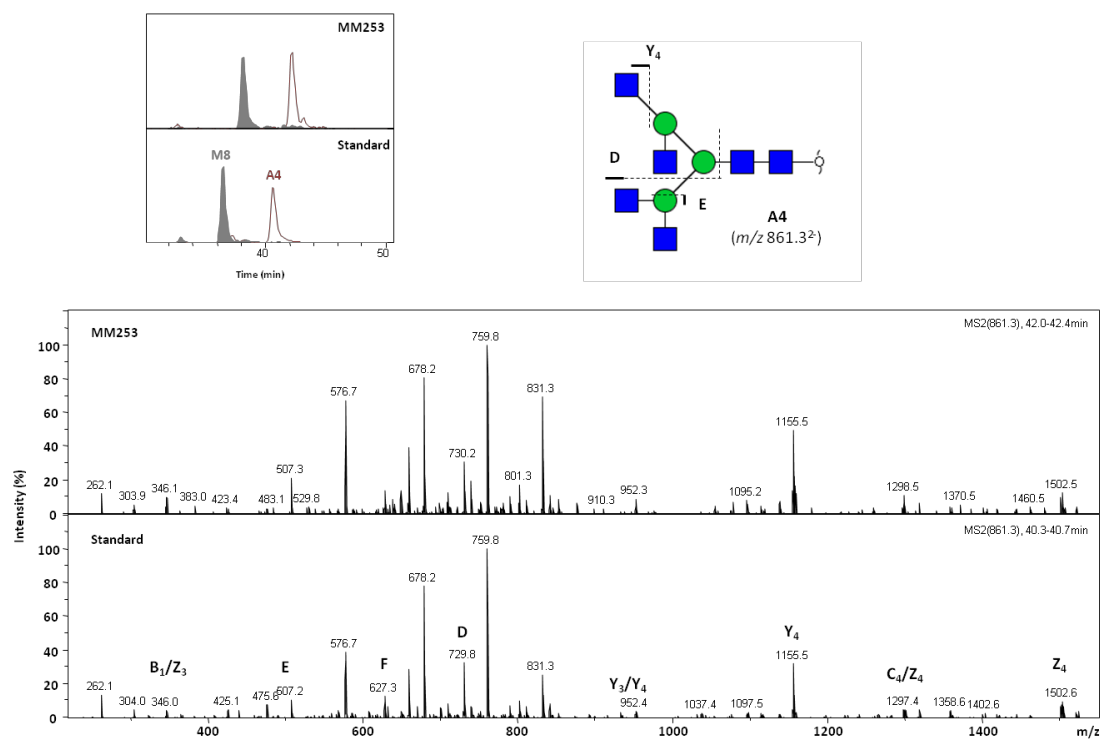 MM253
Standard
M8
A4
40
50
Time (min)
Y4
D
E
A4
(m/z 861.3²⁻)
MM253
MS2(861.3), 42.0-42.4min
Intensity (%)
100
80
60
40
20
0
262.1
303.9
346.1
383.0
423.4
483.1
507.3
529.8
576.7
678.2
730.2
759.8
801.3
831.3
910.3
952.3
1095.2
1155.5
1298.5
1370.5
1460.5
1502.5
Standard
MS2(861.3), 40.3-40.7min
100
80
60
40
20
0
B1/Z3
E
F
D
Y3/Y4
Y4
C4/Z4
Z4
262.1
304.0
346.0
425.1
475.6
507.2
576.7
627.3
678.2
729.8
759.8
831.3
952.4
1037.4
1097.5
1155.5
1297.4
1358.6
1402.6
1502.6
400
600
800
1000
1200
1400
m/z